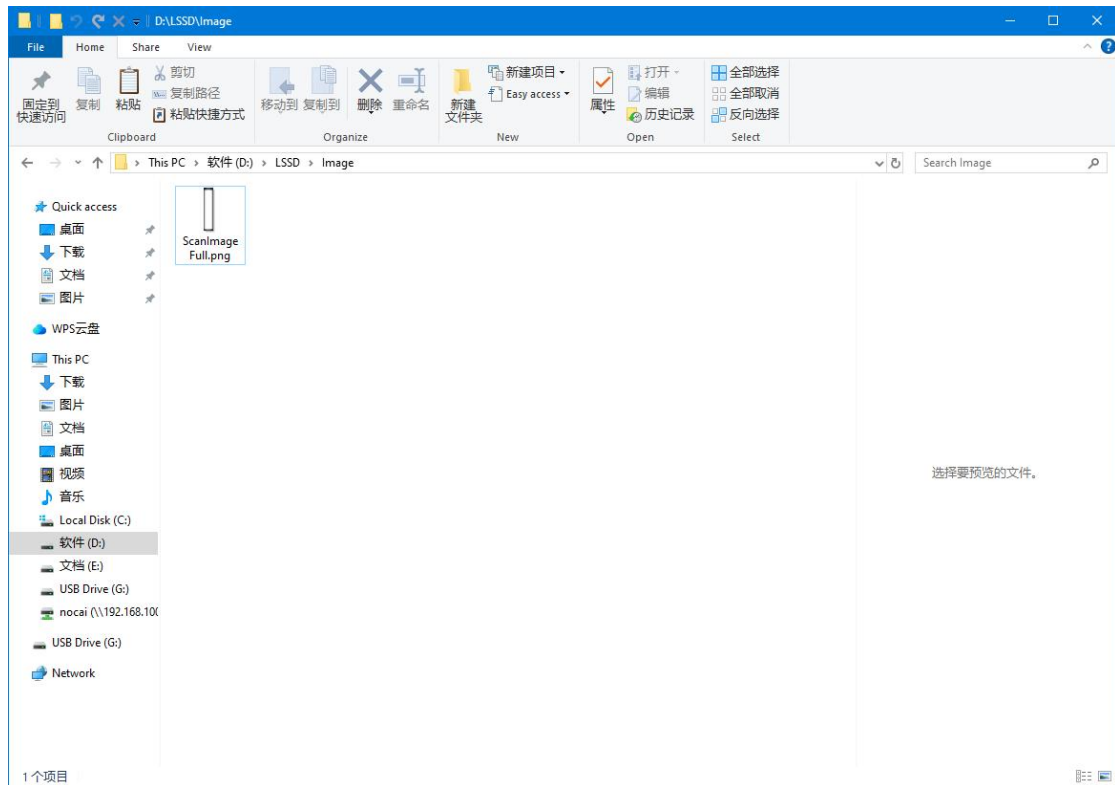 D:\LSSD\Image
File Home Share View
固定到快速访问
复制
粘贴
剪切
复制路径
粘贴快捷方式
Clipboard
移动到
复制到
删除
重命名
Organize
新建文件夹
新建项目
Easy access
New
属性
打开
编辑
历史记录
Open
全部选择
全部取消
反向选择
Select
This PC › 软件 (D:) › LSSD › Image
Search Image
Quick access
桌面
下载
文档
图片
WPS云盘
This PC
下载
图片
文档
桌面
视频
音乐
Local Disk (C:)
软件 (D:)
文档 (E:)
USB Drive (G:)
nocai (\\192.168.100
USB Drive (G:)
Network
ScanImage
Full.png
选择要预览的文件。
1 个项目